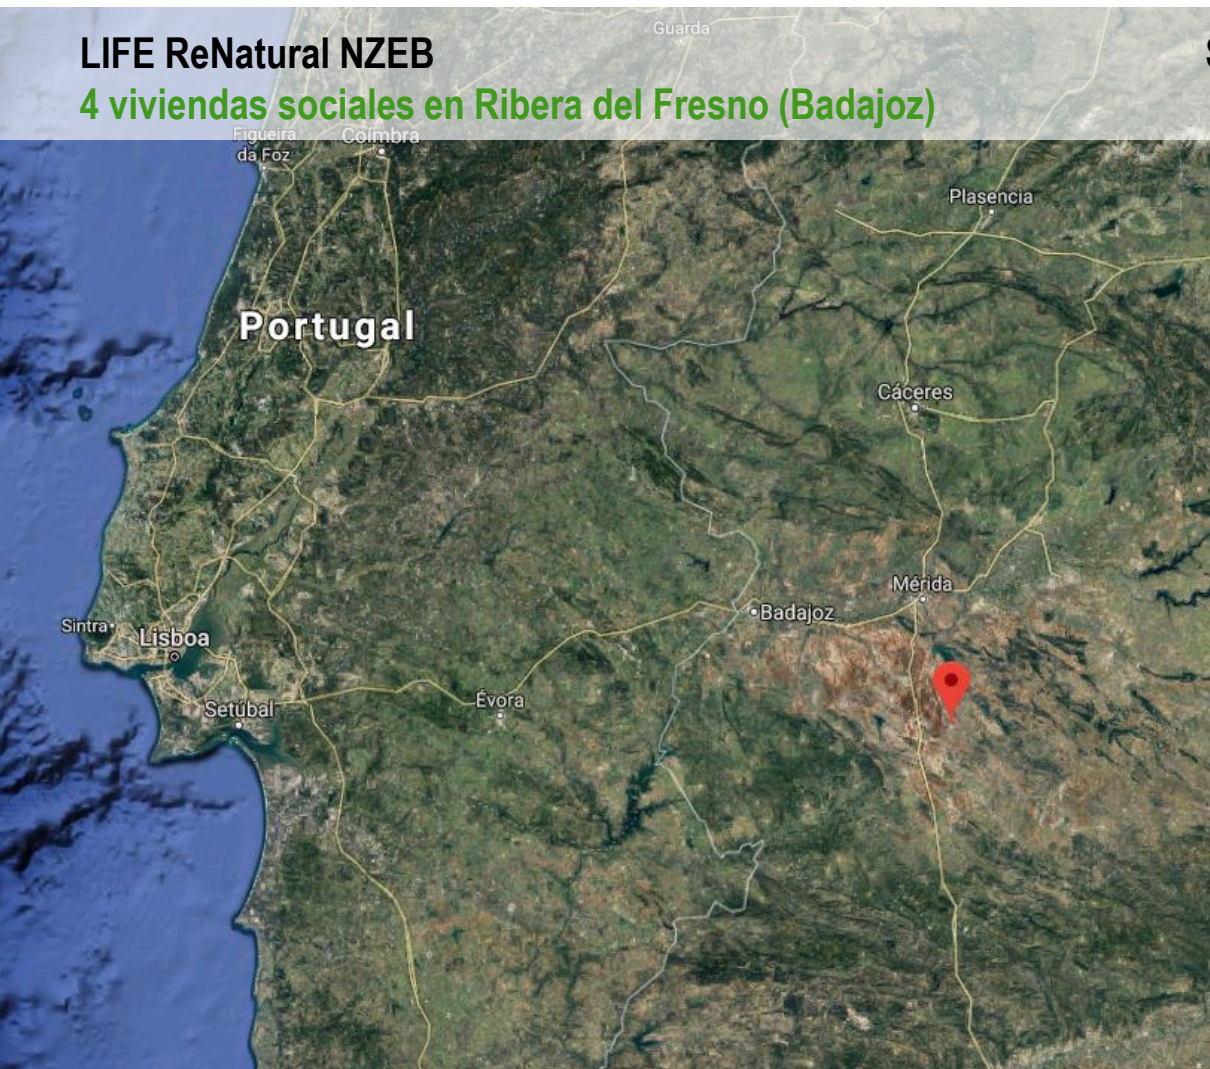 LIFE ReNatural NZEB
4 viviendas sociales en Ribera del Fresno (Badajoz)
Guarda
Figueira
da Foz
Coimbra
Plasencia
Portugal
Cáceres
Mérida
Badajoz
Sintra
Lisboa
Évora
Setúbal